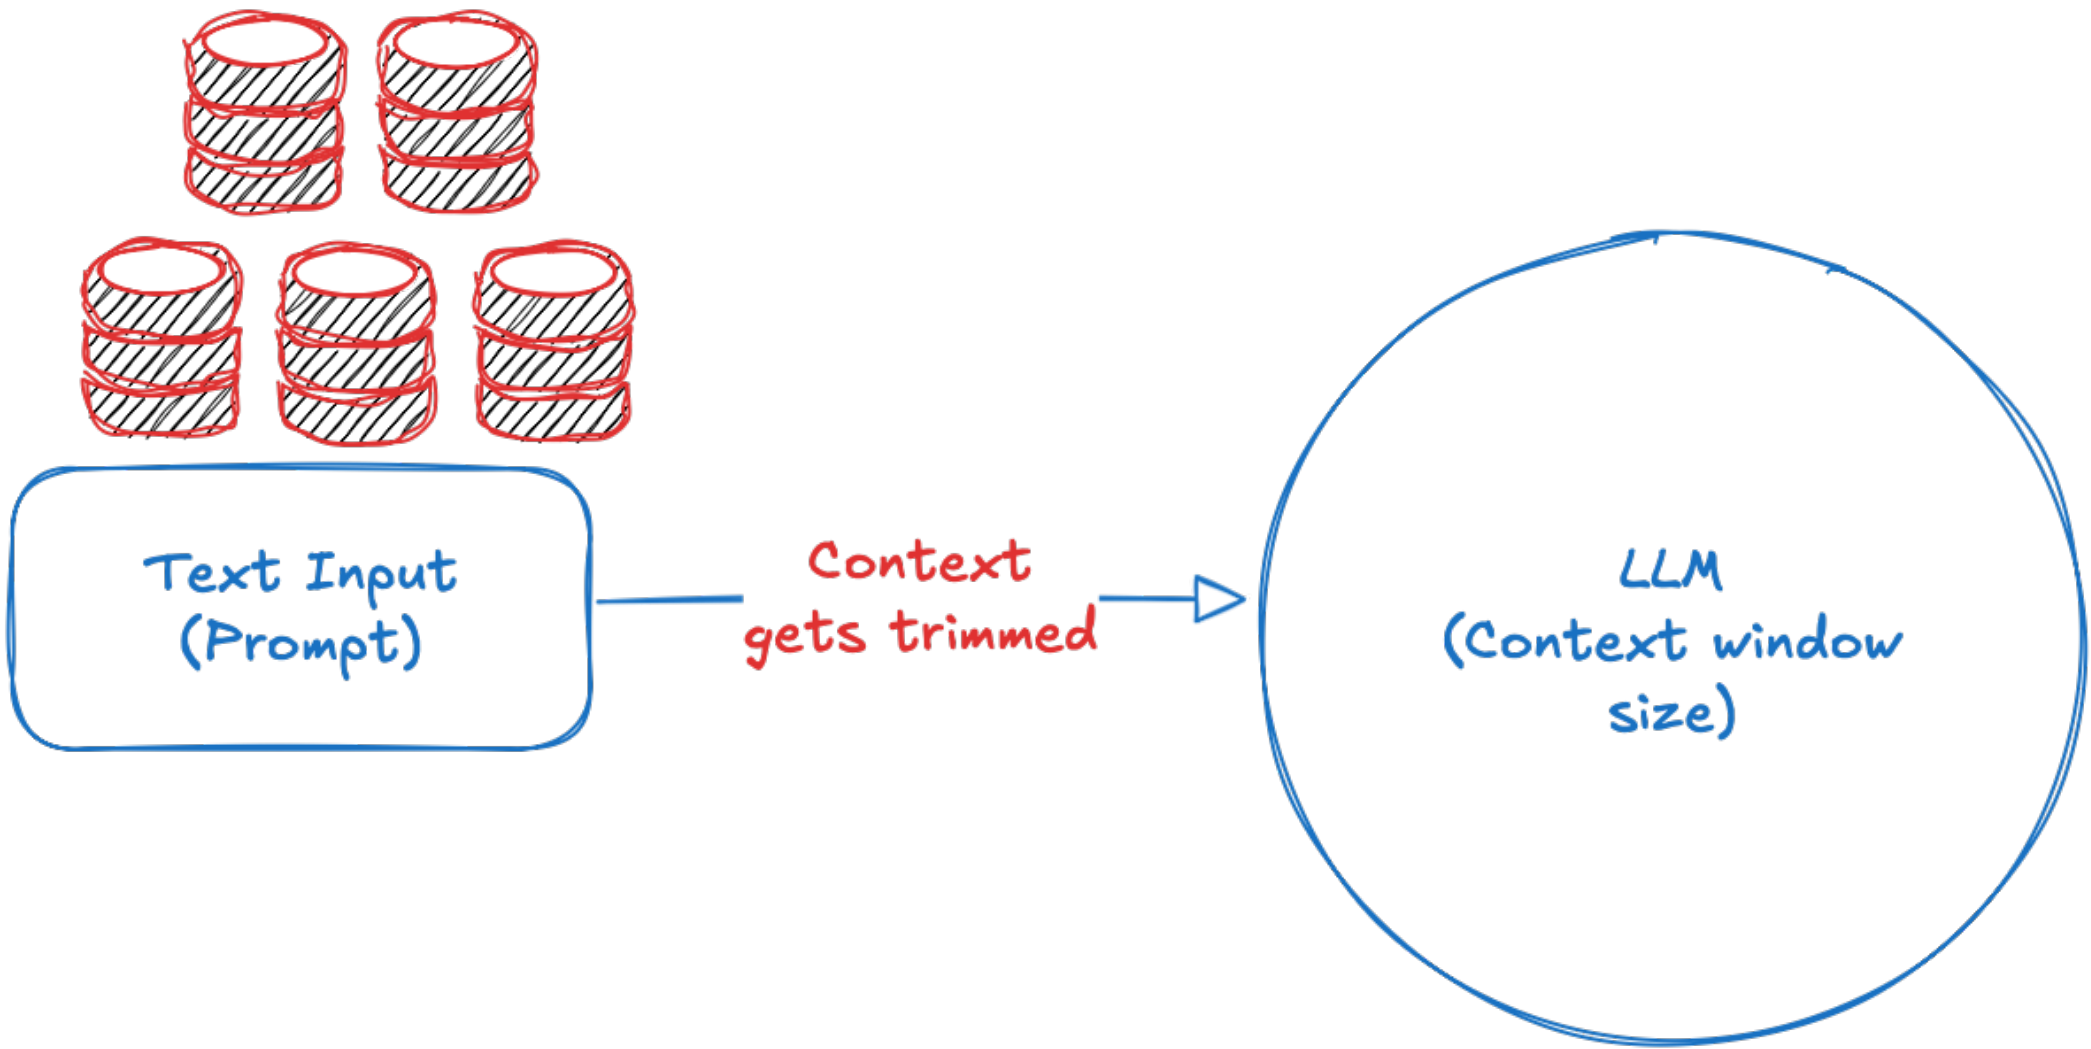 Text Input
(Prompt)
Context
gets trimmed
LLM
(Context window
size)